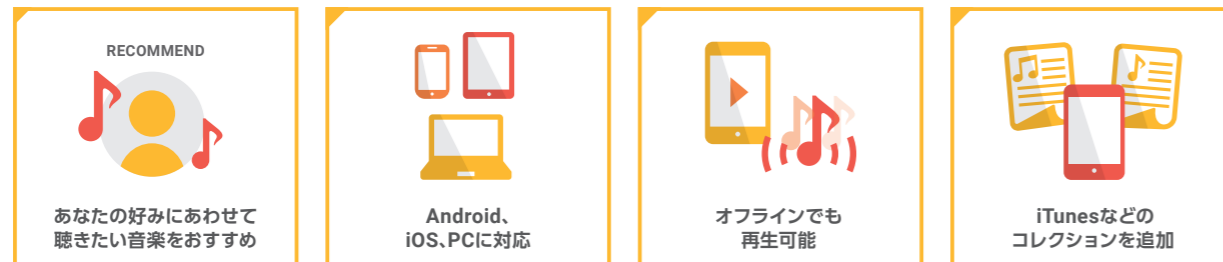 RECOMMEND
あなたの好みにあわせて
聴きたい音楽をおすすめ
Android、
iOS、PCに対応
オフラインでも
再生可能
iTunesなどの
コレクションを追加